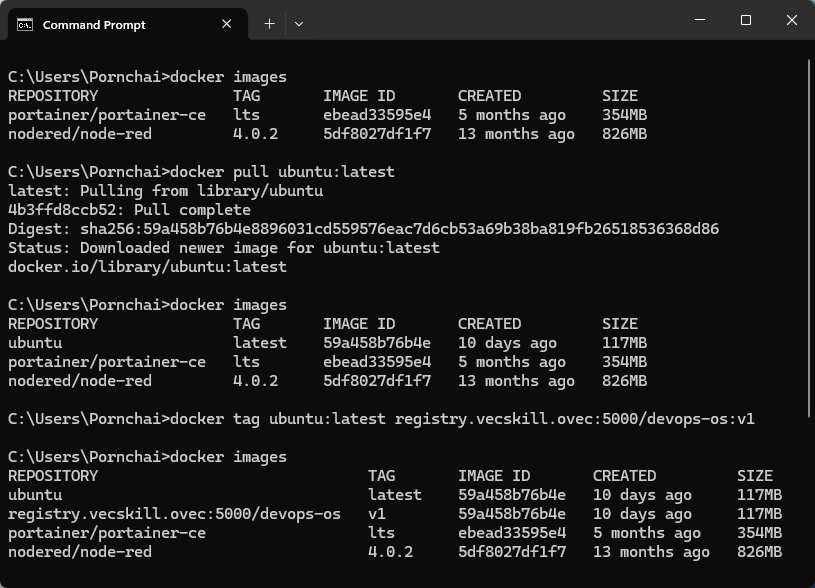 Command Prompt
C:\Users\Pornchai>docker images
REPOSITORY               TAG       IMAGE ID       CREATED         SIZE
portainer/portainer-ce   lts       ebead33595e4   5 months ago    354MB
nodered/node-red         4.0.2     5df8027df1f7   13 months ago   826MB
C:\Users\Pornchai>docker pull ubuntu:latest
latest: Pulling from library/ubuntu
4b3ffd8ccb52: Pull complete
Digest: sha256:59a458b76b4e8896031cd559576eac7d6cb53a69b38ba819fb26518536368d86
Status: Downloaded newer image for ubuntu:latest
docker.io/library/ubuntu:latest
C:\Users\Pornchai>docker images
REPOSITORY               TAG       IMAGE ID       CREATED         SIZE
ubuntu                   latest    59a458b76b4e   10 days ago     117MB
portainer/portainer-ce   lts       ebead33595e4   5 months ago    354MB
nodered/node-red         4.0.2     5df8027df1f7   13 months ago   826MB
C:\Users\Pornchai>docker tag ubuntu:latest registry.vecskill.ovec:5000/devops-os:v1
C:\Users\Pornchai>docker images
REPOSITORY                              TAG       IMAGE ID       CREATED         SIZE
ubuntu                                  latest    59a458b76b4e   10 days ago     117MB
registry.vecskill.ovec:5000/devops-os   v1        59a458b76b4e   10 days ago     117MB
portainer/portainer-ce                  lts       ebead33595e4   5 months ago    354MB
nodered/node-red                        4.0.2     5df8027df1f7   13 months ago   826MB